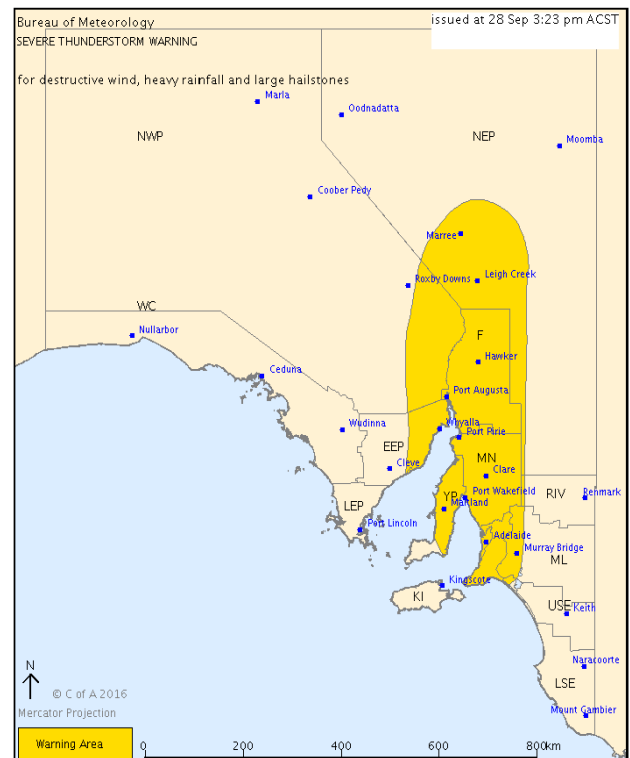 Bureau of Meteorology
issued at 28 Sep 3:23 pm ACST
SEVERE THUNDERSTORM WARNING
for destructive wind, heavy rainfall and large hailstones
Marla
Oodnadatta
NWP
NEP
Moomba
Coober Pedy
Marree
Roxby Downs
Leigh Creek
WC
Nullarbor
F
Hawker
Ceduna
Port Augusta
Wudinna
Whyalla
Port Pirie
EEP
MN
Cleve
Clare
YP
Port Wakefield
RIV
Renmark
LEP
Maitland
Port Lincoln
Adelaide
Murray Bridge
ML
Kingscote
KI
USE
Keith
N
Naracoorte
LSE
© C of A 2016
Mercator Projection
Mount Gambier
Warning Area
0 200 400 600 800km